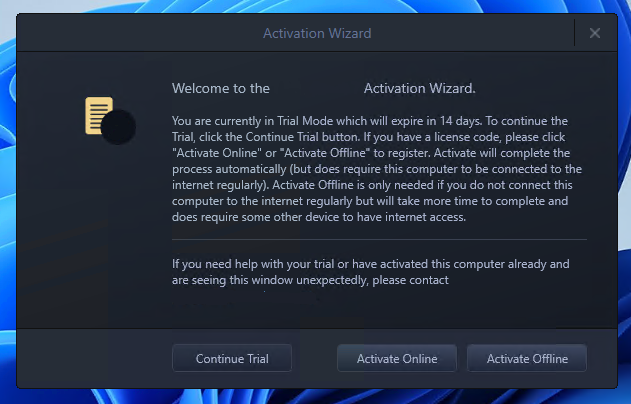 Activation Wizard
Welcome to the Activation Wizard.
You are currently in Trial Mode which will expire in 14 days. To continue the
Trial, click the Continue Trial button. If you have a license code, please click
"Activate Online" or "Activate Offline" to register. Activate will complete the
process automatically (but does require this computer to be connected to the
internet regularly). Activate Offline is only needed if you do not connect this
computer to the internet regularly but will take more time to complete and
does require some other device to have internet access.
If you need help with your trial or have activated this computer already and
are seeing this window unexpectedly, please contact
Continue Trial
Activate Online
Activate Offline